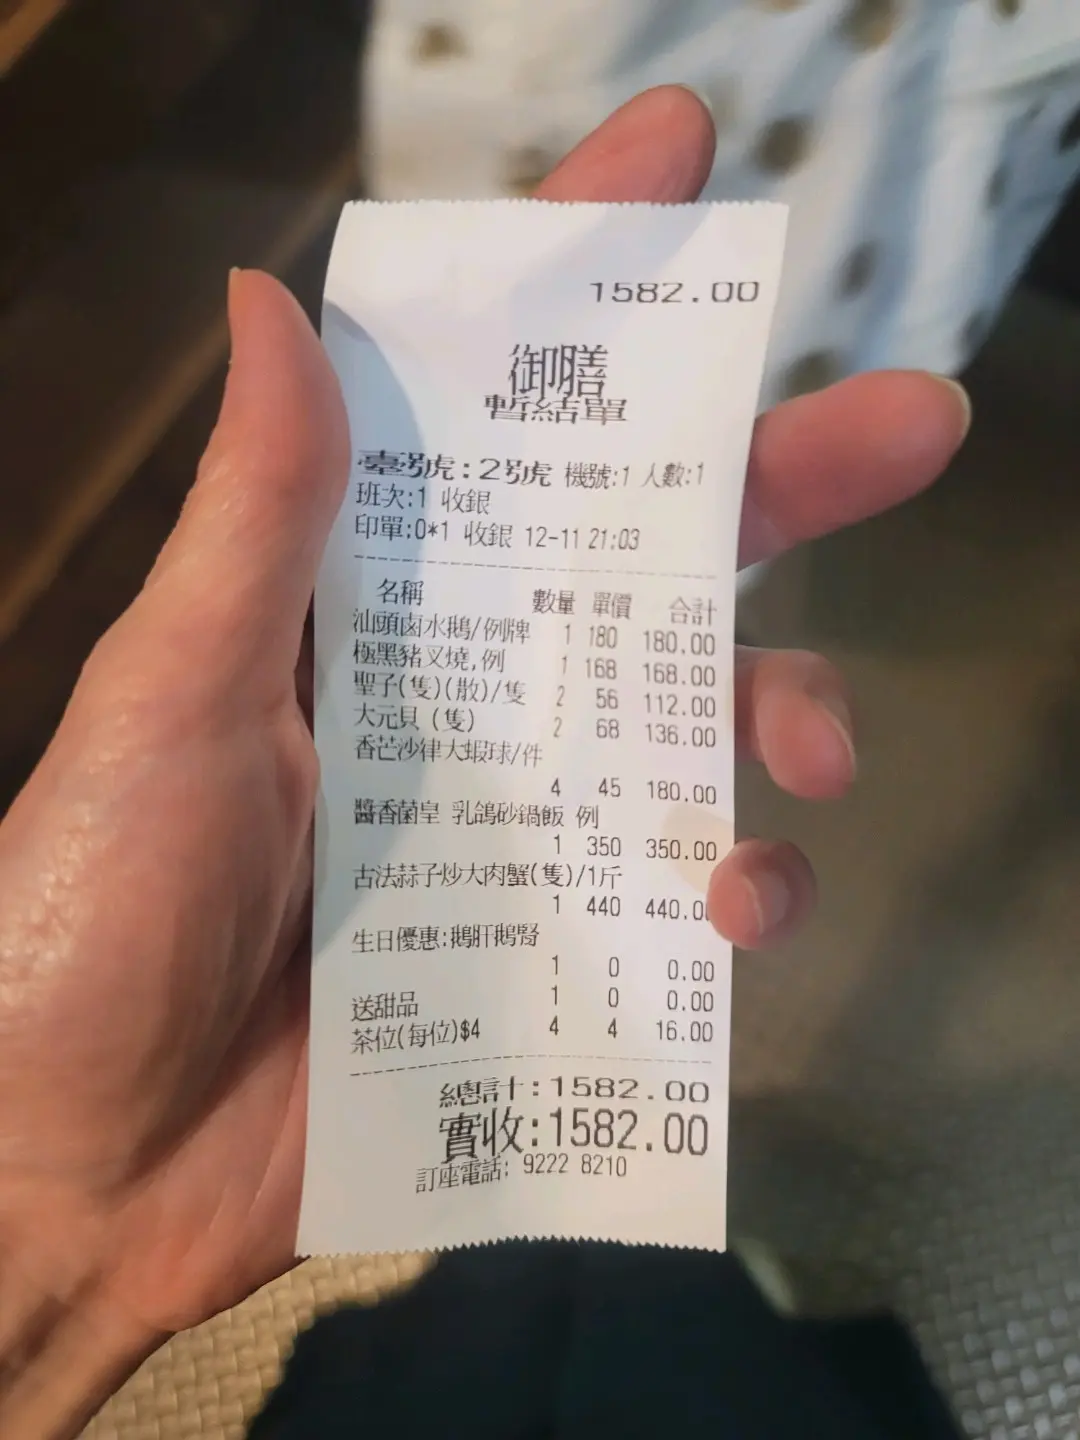 1582.00
御膳
暫結單
臺號:2號 機號:1 人數:1
班次:1 收銀
印單:0*1 收銀 12-11 21:03
名稱 數量 單價 合計
汕頭鹵水鵝/例牌 1 180 180.00
極黑豬叉燒,例 1 168 168.00
聖子(隻)(散)/隻 2 56 112.00
大元貝 (隻) 2 68 136.00
香芒沙律大蝦球/件
4 45 180.00
醬香菌皇 乳鴿砂鍋飯 例
1 350 350.00
古法蒜子炒大肉蟹(隻)/1斤
1 440 440.00
生日優惠:鵝肝鵝腎
1 0 0.00
送甜品 1 0 0.00
茶位(每位)$4 4 4 16.00
總計:1582.00
實收:1582.00
訂座電話: 9222 8210